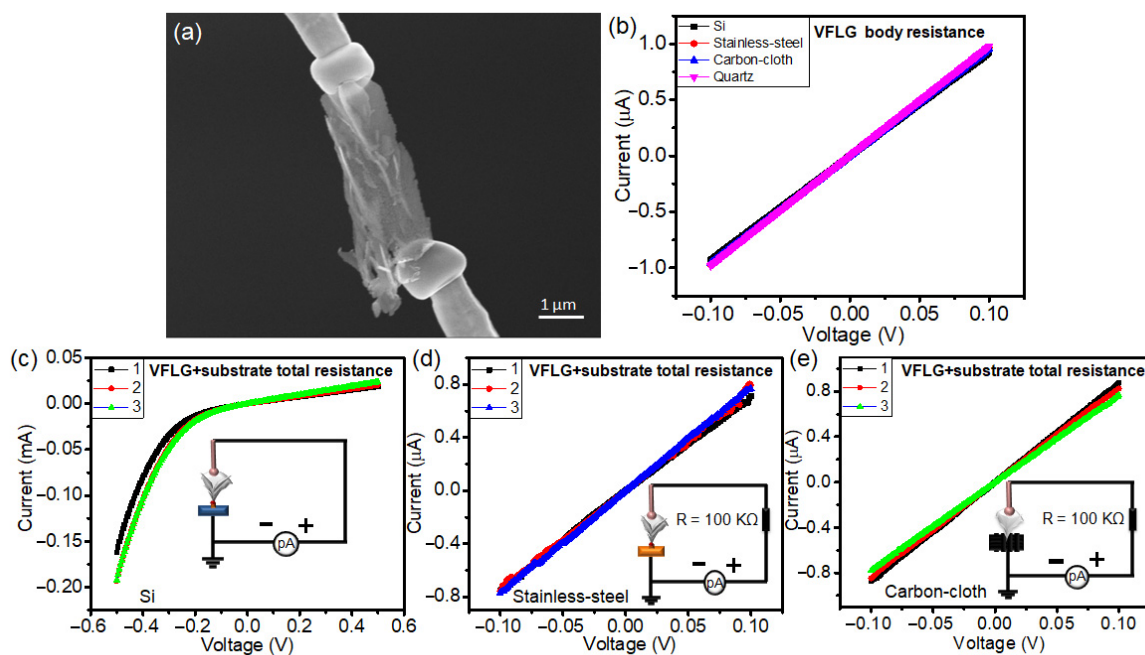 (a)
1 µm
(b)
VFLG body resistance
Si
Stainless-steel
Carbon-cloth
Quartz
Current (µA)
1.0
0.5
0.0
−0.5
−1.0
−0.10 −0.05 0.00 0.05 0.10
Voltage (V)
(c)
VFLG+substrate total resistance
1
2
3
Current (mA)
0.05
0.00
−0.05
−0.10
−0.15
−0.20
− +
pA
Si
−0.6 −0.4 −0.2 0.0 0.2 0.4 0.6
Voltage (V)
(d)
VFLG+substrate total resistance
1
2
3
Current (µA)
0.8
0.4
0.0
−0.4
−0.8
R = 100 KΩ
− +
pA
Stainless-steel
−0.10 −0.05 0.00 0.05 0.10
Voltage (V)
(e)
VFLG+substrate total resistance
1
2
3
Current (µA)
0.8
0.4
0.0
−0.4
−0.8
R = 100 KΩ
− +
pA
Carbon-cloth
−0.10 −0.05 0.00 0.05 0.10
Voltage (V)